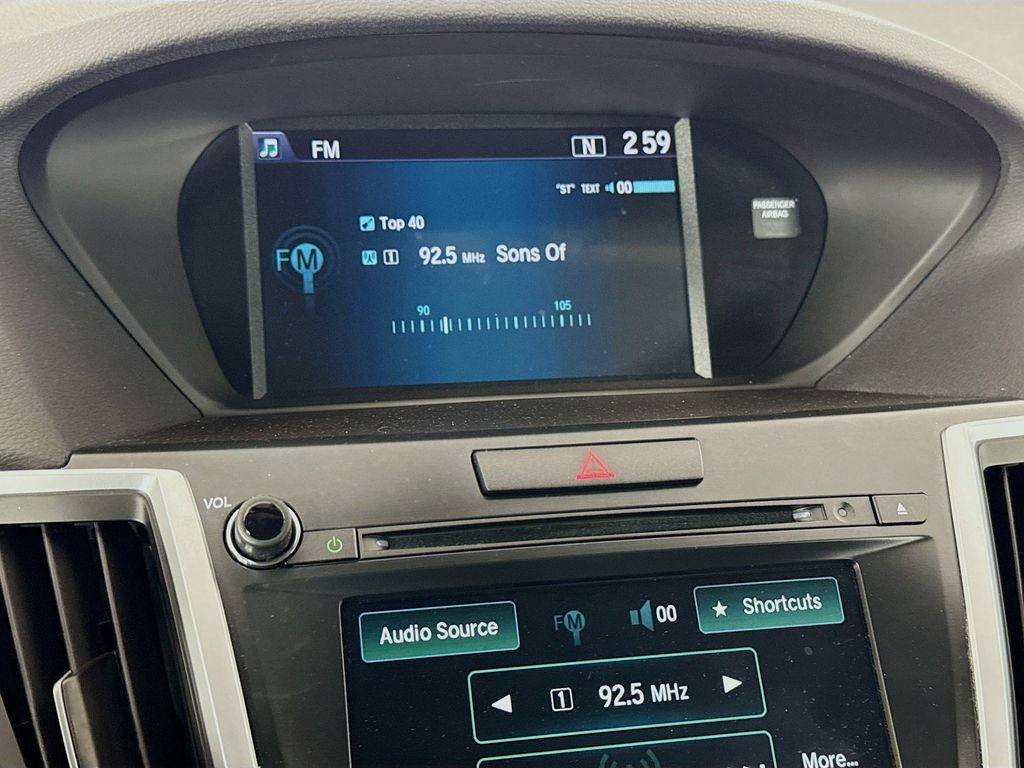 FM N 2 59
"ST" TEXT 00
Top 40
FM 1 92.5 MHz Sons Of
90 105
PASSENGER
AIRBAG
VOL
Audio Source FM 00 ★ Shortcuts
1 92.5 MHz
More...